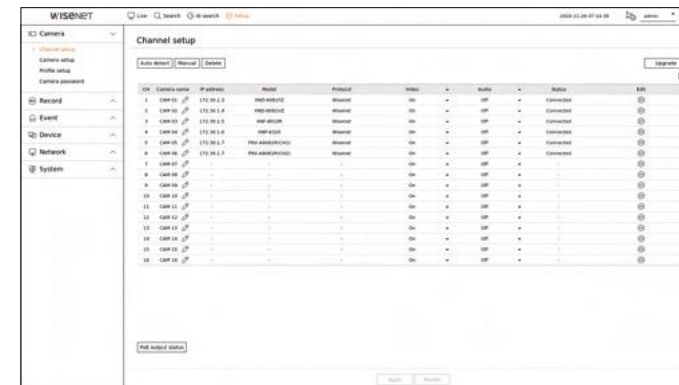 WISENET
Live Search AI search Setup
2023-11-28 07:14:39 admin
Camera
Channel setup
Camera setup
Profile setup
Camera password
Record
Event
Device
Network
System
Channel setup
Auto detect Manual Delete
Upgrade
CH Camera name IP address Model Protocol Video Audio Status Edit
1 CAM 01 172.30.1.3 Wisenet On Off Connected
2 CAM 02 172.30.1.4 Wisenet On Off Connected
3 CAM 03 172.30.1.5 Wisenet On Off Connected
4 CAM 04 172.30.1.6 Wisenet On Off Connected
5 CAM 05 172.30.1.7 Wisenet On Off Connected
6 CAM 06 172.30.1.7 Wisenet On Off Connected
7 CAM 07 - - - On Off -
8 CAM 08 - - - On Off -
9 CAM 09 - - - On Off -
10 CAM 10 - - - On Off -
11 CAM 11 - - - On Off -
12 CAM 12 - - - On Off -
13 CAM 13 - - - On Off -
14 CAM 14 - - - On Off -
15 CAM 15 - - - On Off -
16 CAM 16 - - - On Off -
PoE output status
Apply Revert